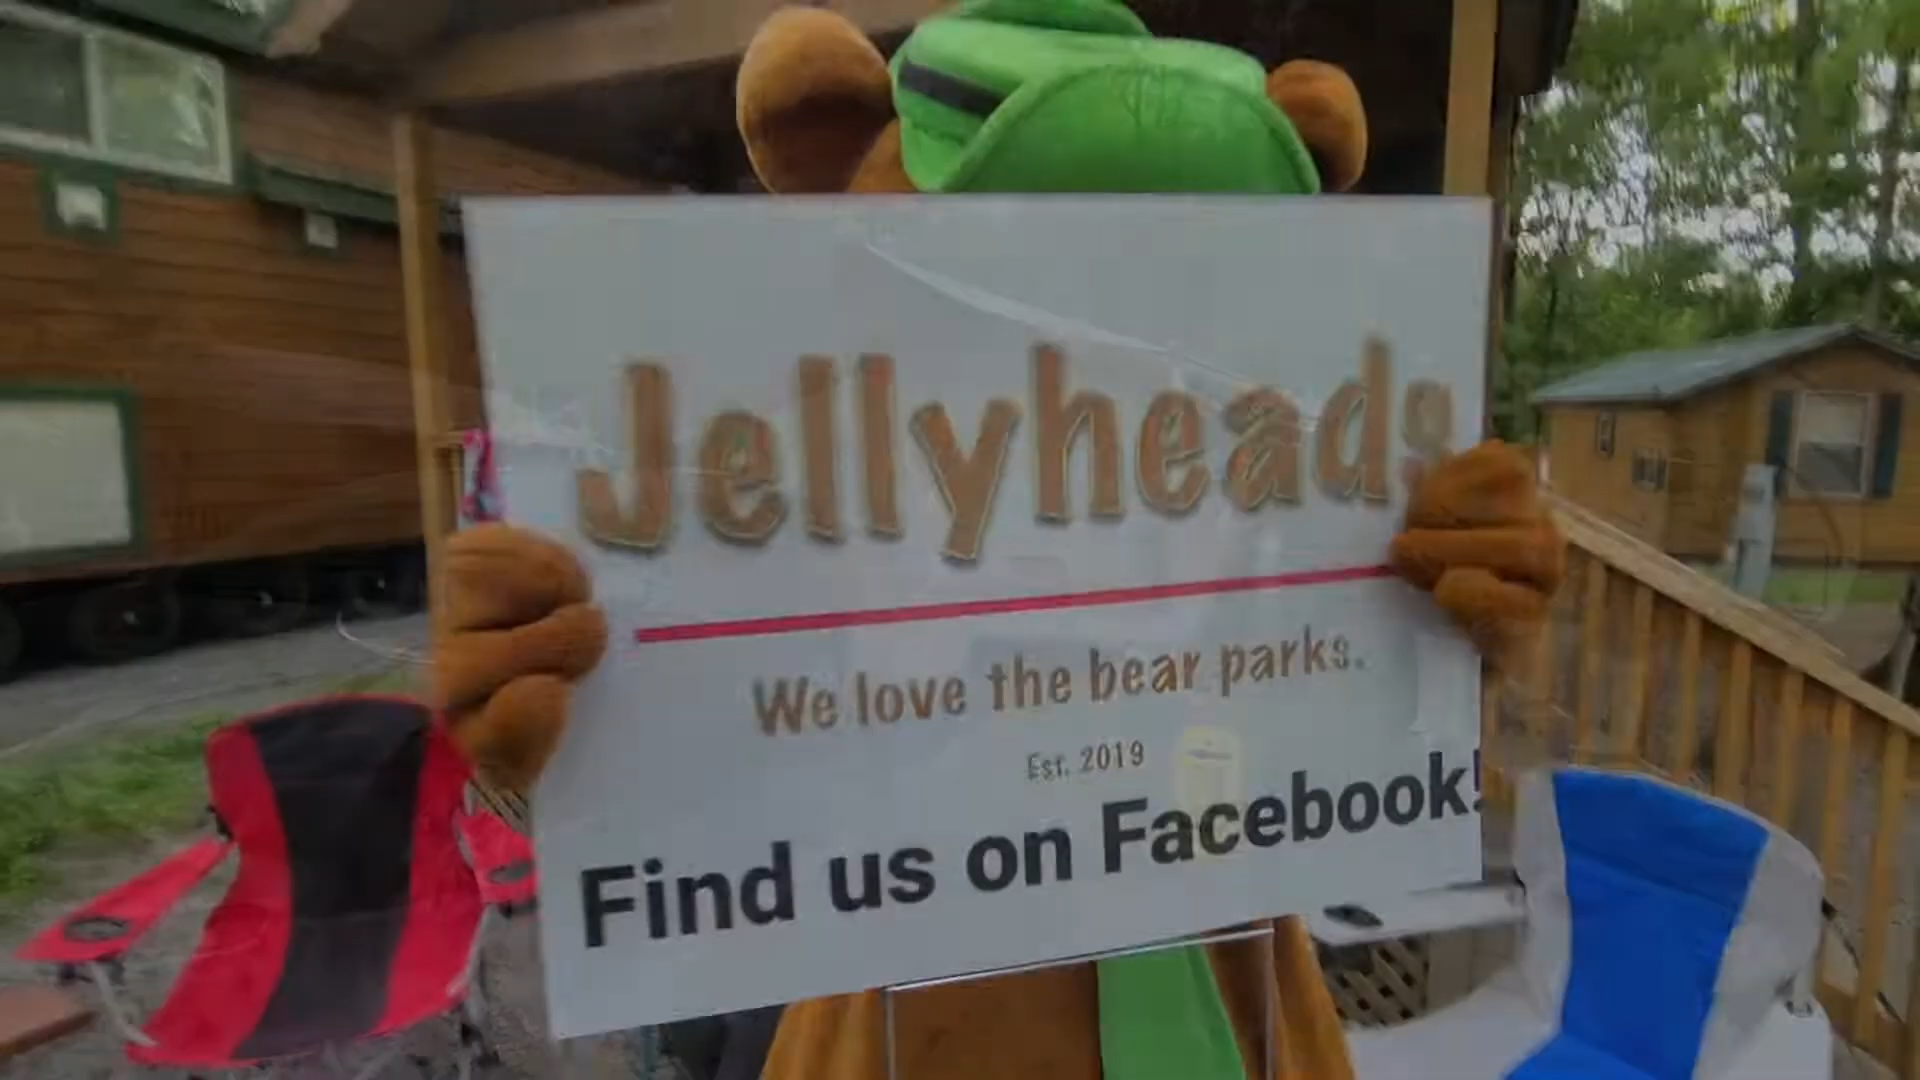 Jellyheads
We love the bear parks.
Est. 2019
Find us on Facebook!